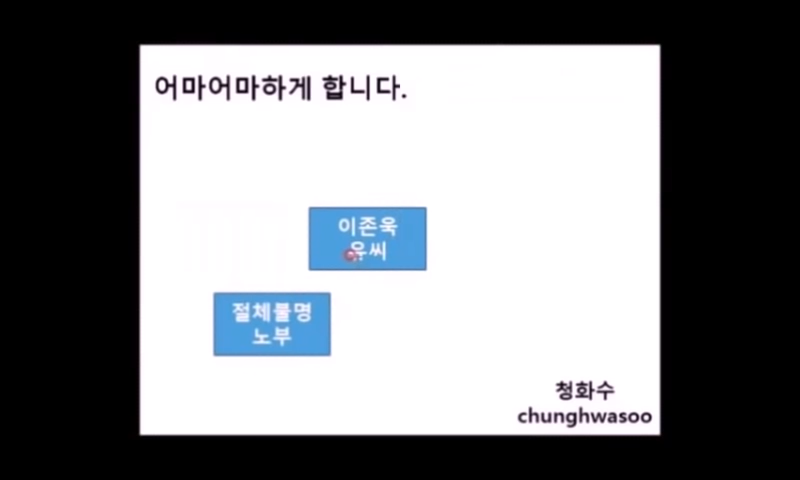 어마어마하게 합니다.
이존욱
씨
절체불명
노부
청화수
chunghwasoo